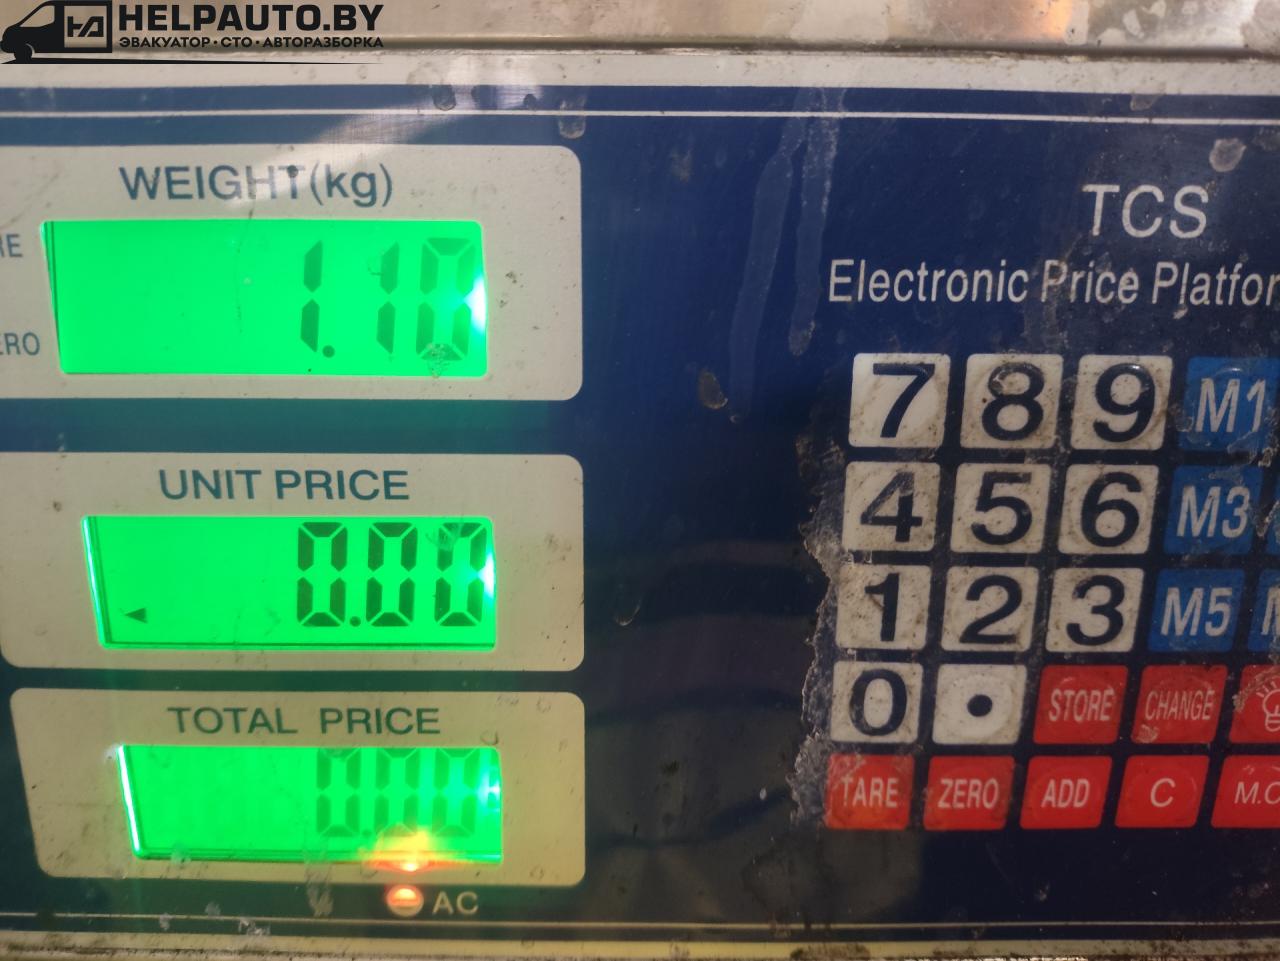 HELPAUTO.BY
ЭВАКУАТОР·СТО·АВТОРАЗБОРКА
WEIGHT(kg)
1.10
UNIT PRICE
0.00
TOTAL PRICE
0.00
AC
TCS
Electronic Price
7 8 9 M1
4 5 6 M3
1 2 3 M5
0 . STORE CHANGE
TARE ZERO ADD C